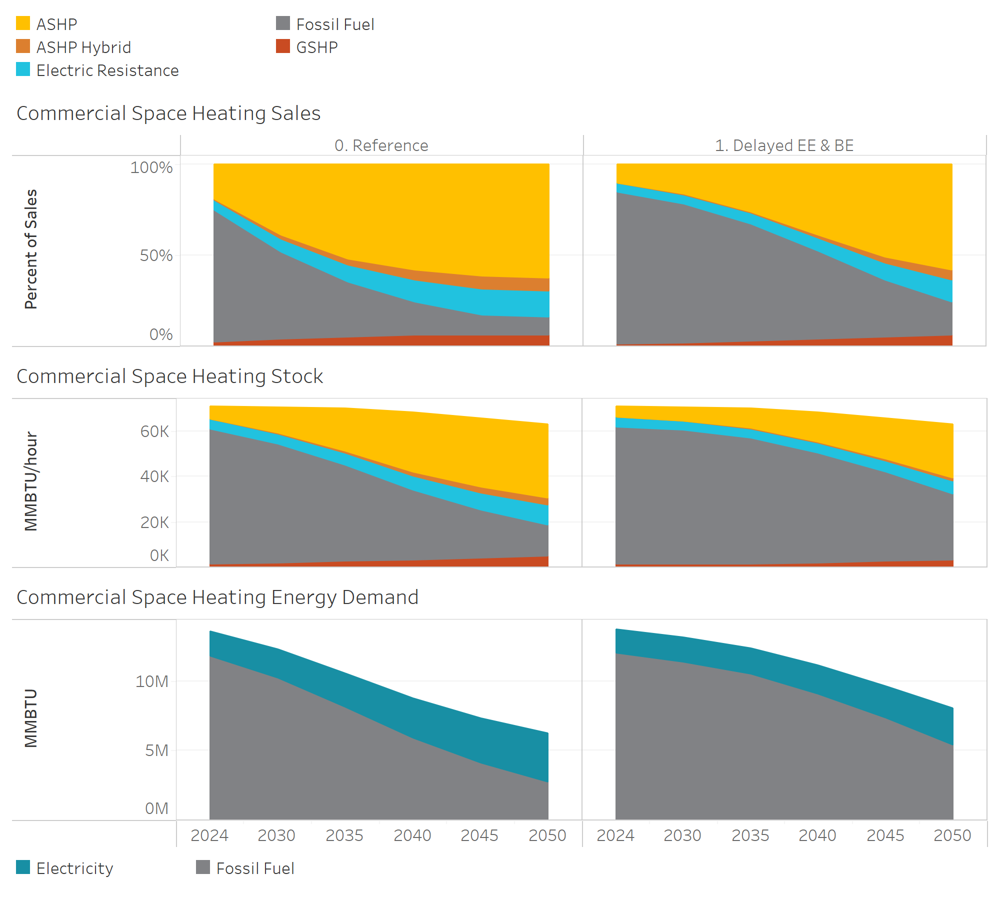 ASHP
Fossil Fuel
ASHP Hybrid
GSHP
Electric Resistance
Commercial Space Heating Sales
0. Reference
1. Delayed EE & BE
Percent of Sales
100%
50%
0%
Commercial Space Heating Stock
MMBTU/hour
60K
40K
20K
0K
Commercial Space Heating Energy Demand
MMBTU
10M
5M
0M
2024 2030 2035 2040 2045 2050 2024 2030 2035 2040 2045 2050
Electricity
Fossil Fuel